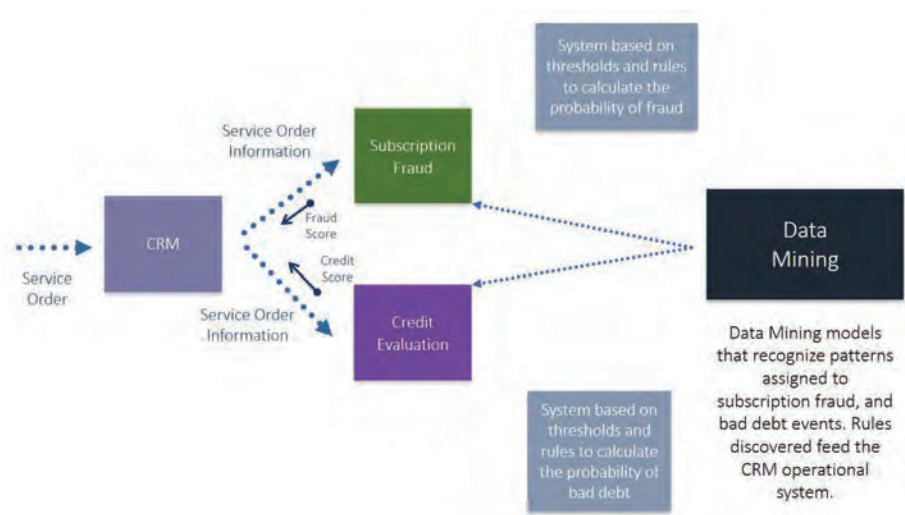 System based on
thresholds and rules
to calculate the
probability of fraud
Service Order
Information
Subscription
Fraud
Fraud
Score
CRM
Service
Order
Credit
Score
Service Order
Information
Credit
Evaluation
Data
Mining
Data Mining models
that recognize patterns
assigned to
subscription fraud, and
bad debt events. Rules
discovered feed the
CRM operational
system.
System based on
thresholds and
rules to calculate
the probability of
bad debt